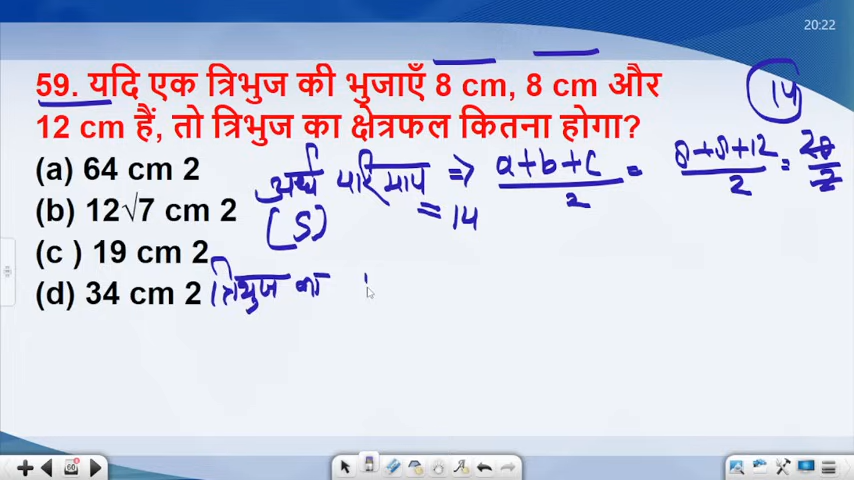 20:22
59. यदि एक त्रिभुज की भुजाएँ 8 cm, 8 cm और
12 cm हैं, तो त्रिभुज का क्षेत्रफल कितना होगा?
14
(a) 64 cm 2
(b) 12√7 cm 2
(c ) 19 cm 2
(d) 34 cm 2
अर्ध परिमाप ⇒ a+b+c/2 = 8+8+12/2 = 28/2
(S) = 14
त्रिभुज का